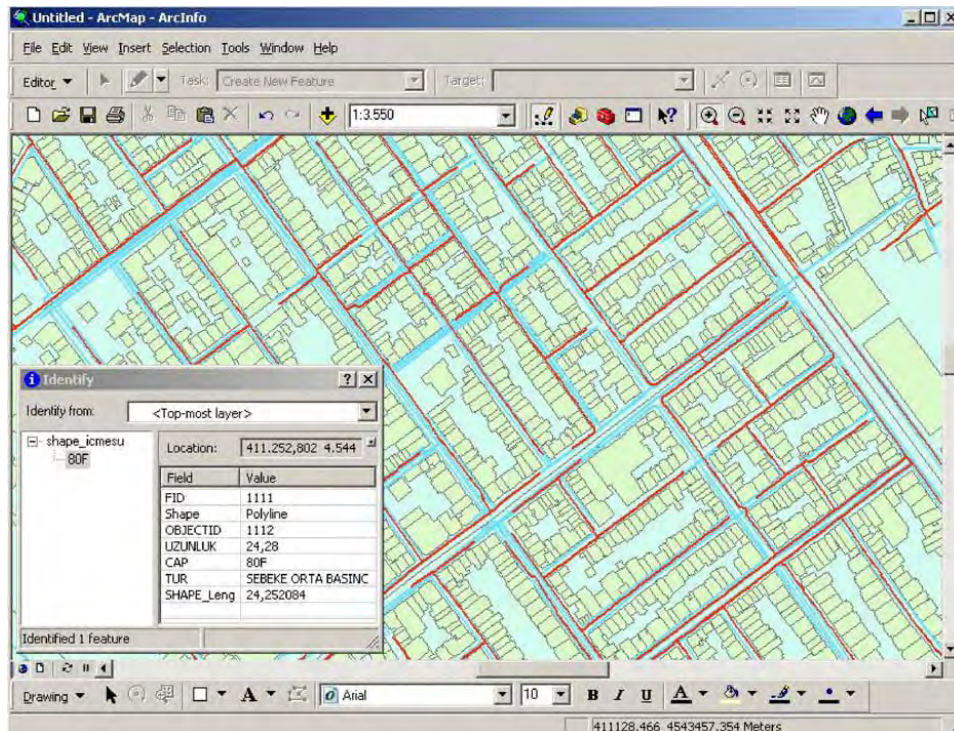 Untitled - ArcMap - ArcInfo
File Edit View Insert Selection Tools Window Help
Editor Task: Create New Feature Target:
1:3.550
Identify
Identify from: <Top-most layer>
shape_icmesu
80F
Location: 411.252,802 4.544
Field Value
FID 1111
Shape Polyline
OBJECTID 1112
UZUNLUK 24,28
CAP 80F
TUR SEBEKE ORTA BASINC
SHAPE_Leng 24,252084
Identified 1 feature
Drawing A Arial 10 B I U A
411128,466 4543457,354 Meters